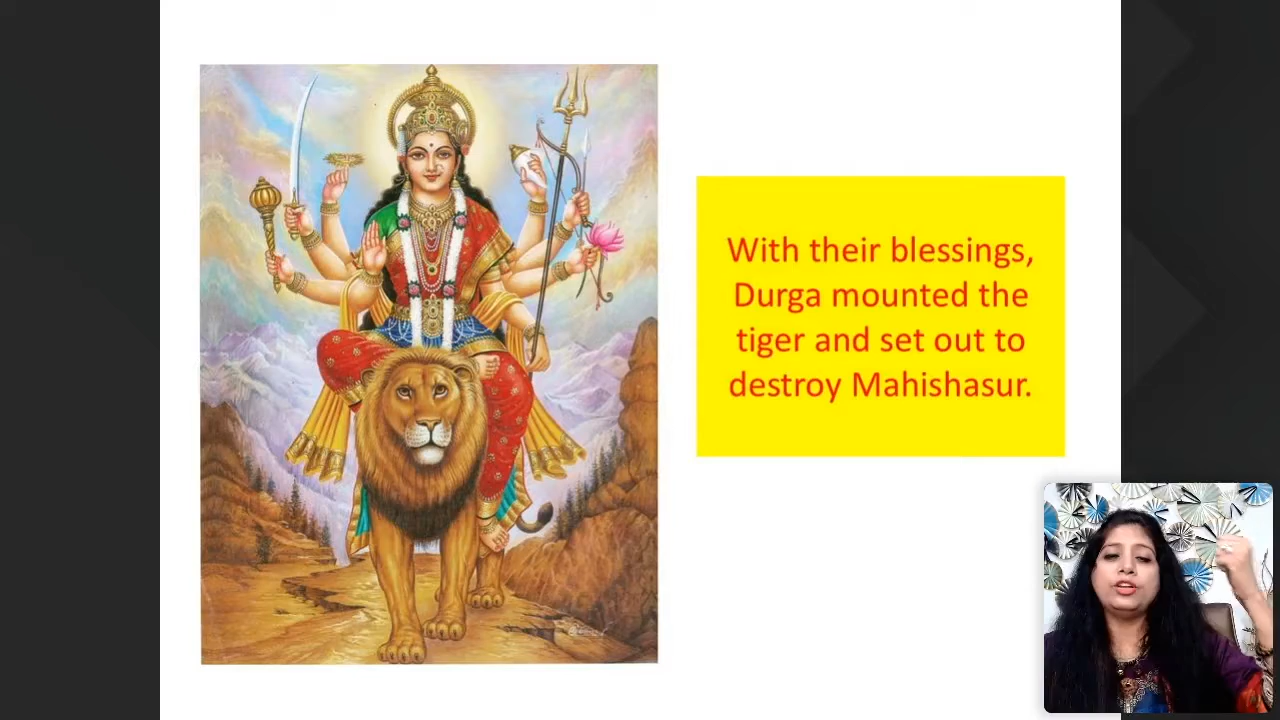 With their blessings,
Durga mounted the
tiger and set out to
destroy Mahishasur.